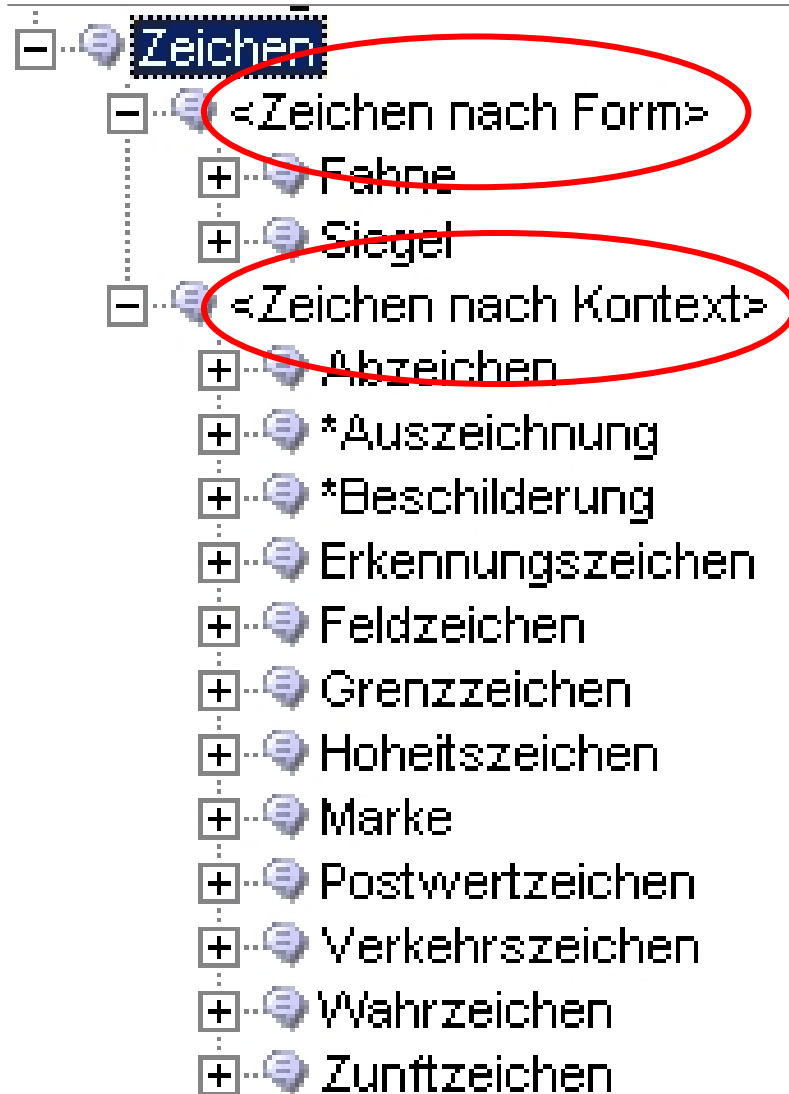 Zeichen
<Zeichen nach Form>
Fahne
Siegel
<Zeichen nach Kontext>
Abzeichen
*Auszeichnung
*Beschilderung
Erkennungszeichen
Feldzeichen
Grenzzeichen
Hoheitszeichen
Marke
Postwertzeichen
Verkehrszeichen
Wahrzeichen
Zunftzeichen